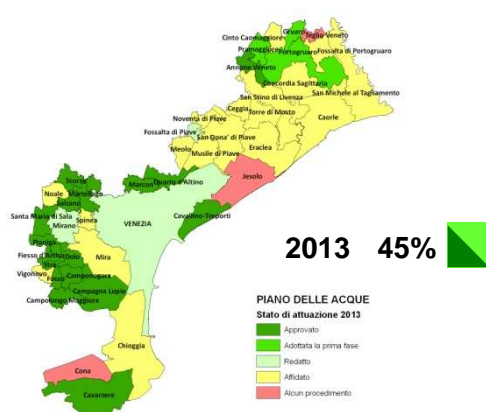 Gruaro
Teglio Veneto
Cinto Caomaggiore
Pramaggiore
Portogruaro
Fossalta di Portogruaro
Annone Veneto
Concordia Sagittaria
San Michele al Tagliamento
San Stino di Livenza
Ceggia
Torre di Mosto
Caorle
Noventa di Piave
Fossalta di Piave
San Dona' di Piave
Eraclea
Meolo
Musile di Piave
Jesolo
Quarto d'Altino
Marcon
Cavallino-Treporti
Scorzè
Noale
Martellago
Salzano
Santa Maria di Sala
Spinea
Mirano
VENEZIA
Pianiga
Fiesso d'Artico
Dolo
Mira
Stra
Vigonovo
Fosso
Camponogara
Campagna Lupia
Campolongo Maggiore
Chioggia
Cona
Cavarzere
2013 45%
PIANO DELLE ACQUE
Stato di attuazione 2013
Approvato
Adottata la prima fase
Redatto
Affidato
Alcun procedimento